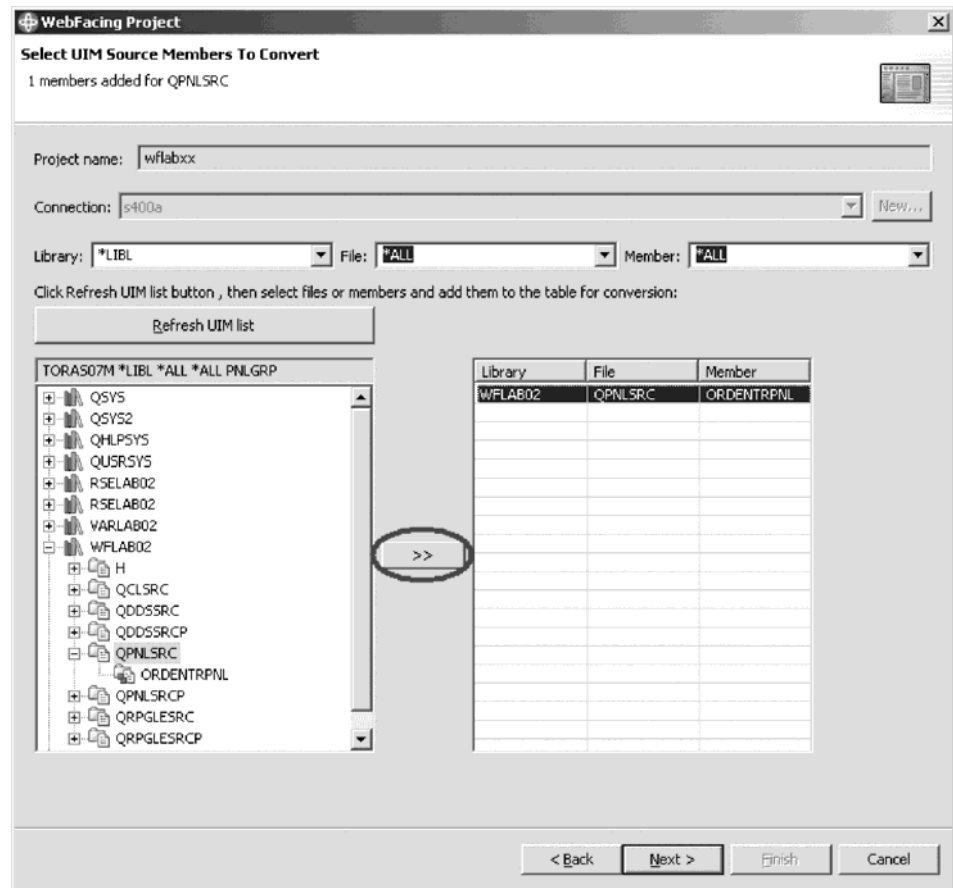 WebFacing Project
Select UIM Source Members To Convert
1 members added for QPNLSRC
Project name: wflabxx
Connection: s400a New...
Library: *LIBL File: *ALL Member: *ALL
Click Refresh UIM list button , then select files or members and add them to the table for conversion:
Refresh UIM list
TORAS07M *LIBL *ALL *ALL PNLGRP
QSYS
QSYS2
QHLPSYS
QUSRSYS
RSELAB02
RSELAB02
VARLAB02
WFLAB02
H
QCLSRC
QDDSSRC
QDDSSRCP
QPNLSRC
ORDENTRPNL
QPNLSRCP
QRPGLESRC
QRPGLESRCP
>>
Library File Member
WFLAB02 QPNLSRC ORDENTRPNL
< Back Next > Finish Cancel